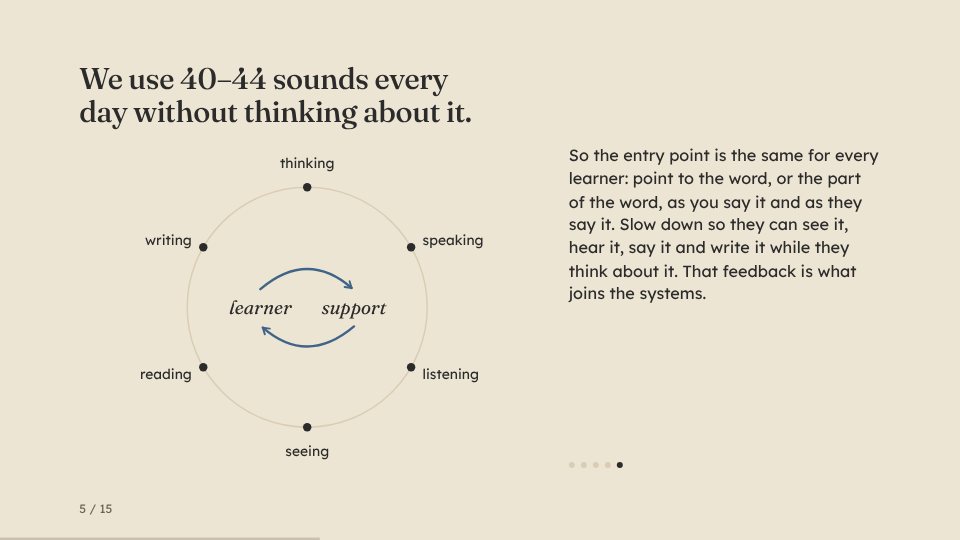 We use 40–44 sounds every
day without thinking about it.
thinking
writing
speaking
learner
support
reading
listening
seeing
So the entry point is the same for every
learner: point to the word, or the part
of the word, as you say it and as they
say it. Slow down so they can see it,
hear it, say it and write it while they
think about it. That feedback is what
joins the systems.
5 / 15